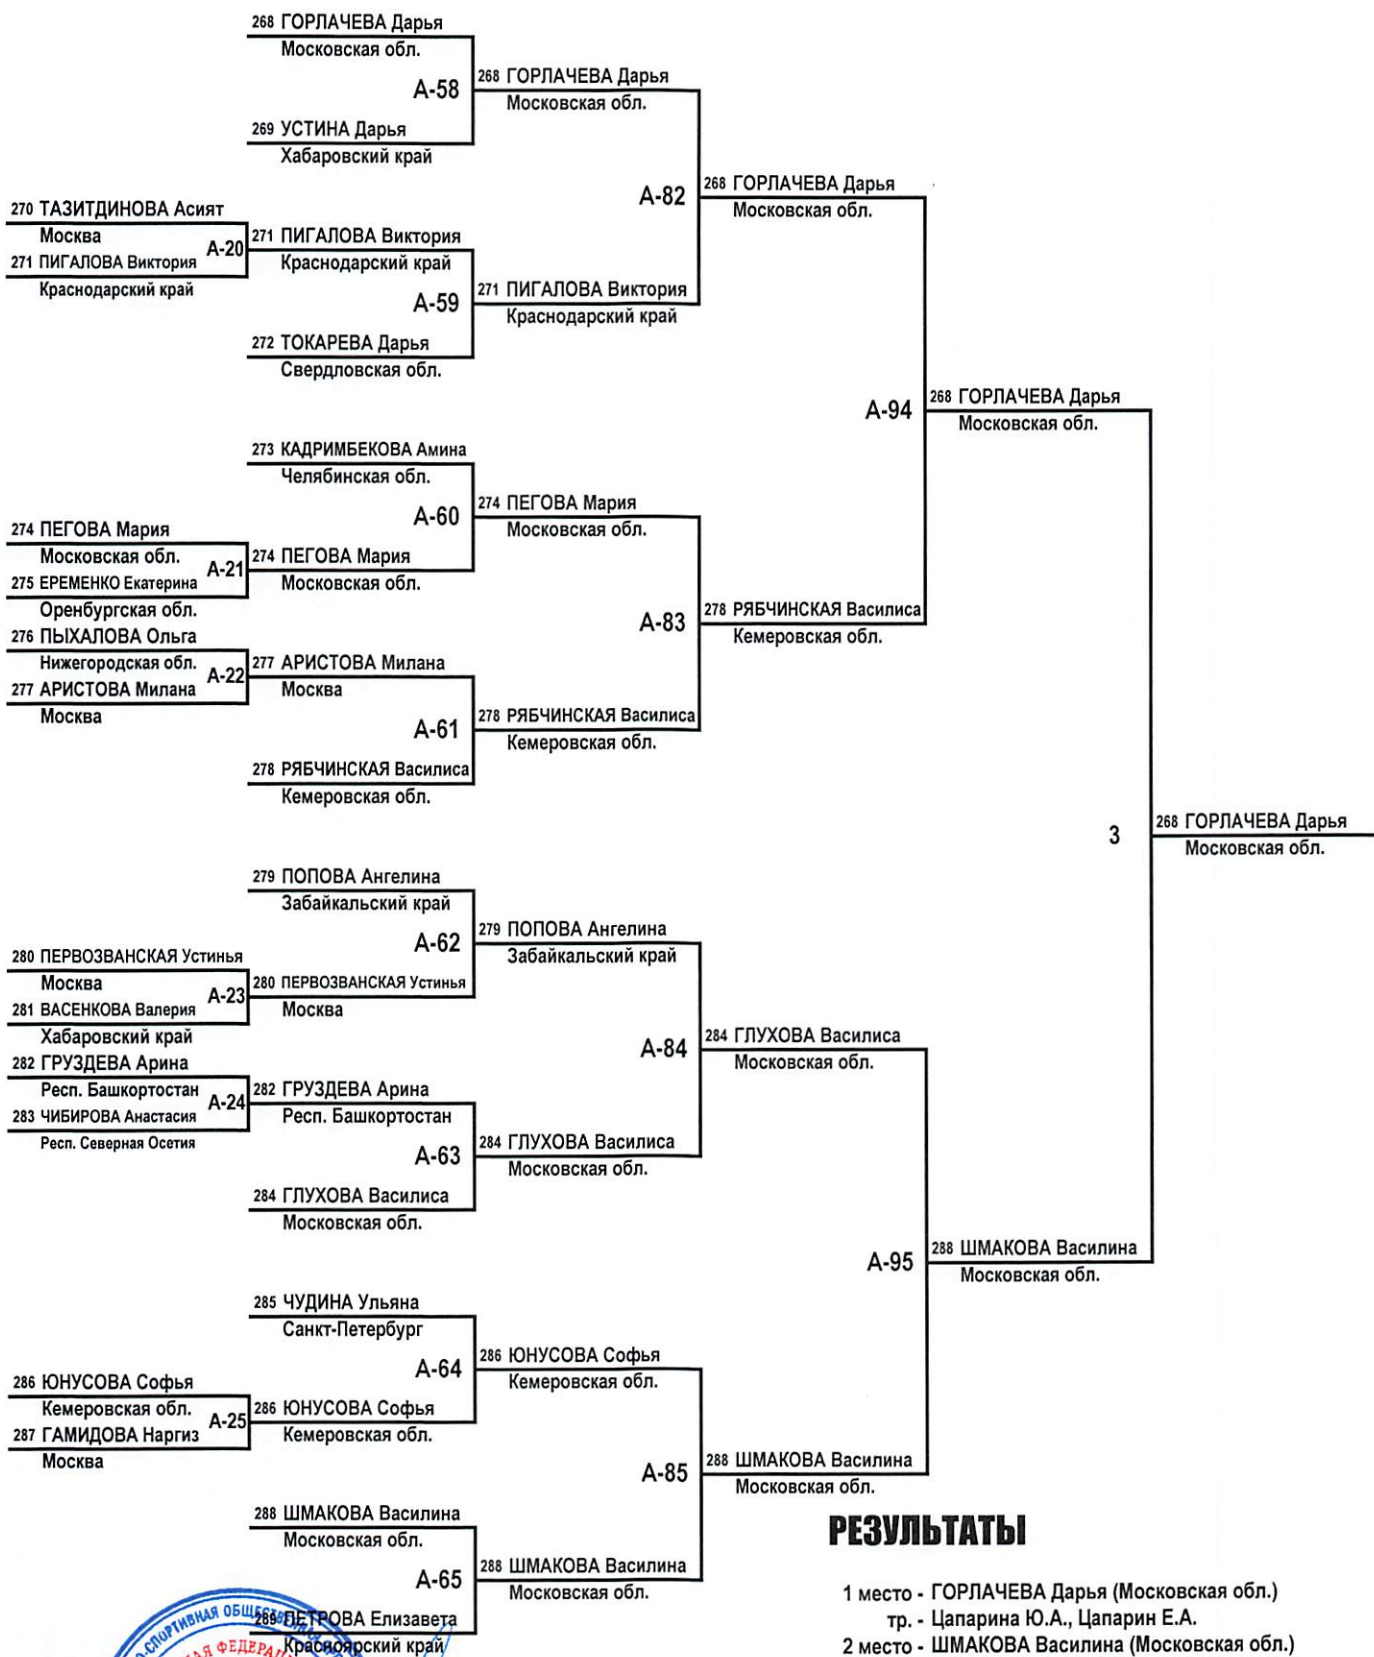 268 ГОРЛАЧЕВА Дарья
Московская обл.
А-58
268 ГОРЛАЧЕВА Дарья
Московская обл.
269 УСТИНА Дарья
Хабаровский край
А-82
268 ГОРЛАЧЕВА Дарья
Московская обл.
270 ТАЗИТДИНОВА Асият
Москва
А-20
271 ПИГАЛОВА Виктория
Краснодарский край
271 ПИГАЛОВА Виктория
Краснодарский край
А-59
271 ПИГАЛОВА Виктория
Краснодарский край
272 ТОКАРЕВА Дарья
Свердловская обл.
А-94
268 ГОРЛАЧЕВА Дарья
Московская обл.
273 КАДРИМБЕКОВА Амина
Челябинская обл.
А-60
274 ПЕГОВА Мария
Московская обл.
274 ПЕГОВА Мария
Московская обл.
А-21
275 ЕРЕМЕНКО Екатерина
Оренбургская обл.
274 ПЕГОВА Мария
Московская обл.
А-83
278 РЯБЧИНСКАЯ Василиса
Кемеровская обл.
276 ПЫХАЛОВА Ольга
Нижегородская обл.
А-22
277 АРИСТОВА Милана
Москва
277 АРИСТОВА Милана
Москва
А-61
278 РЯБЧИНСКАЯ Василиса
Кемеровская обл.
278 РЯБЧИНСКАЯ Василиса
Кемеровская обл.
3
268 ГОРЛАЧЕВА Дарья
Московская обл.
279 ПОПОВА Ангелина
Забайкальский край
А-62
279 ПОПОВА Ангелина
Забайкальский край
280 ПЕРВОЗВАНСКАЯ Устинья
Москва
А-23
281 ВАСЕНКОВА Валерия
Хабаровский край
280 ПЕРВОЗВАНСКАЯ Устинья
Москва
А-84
284 ГЛУХОВА Василиса
Московская обл.
282 ГРУЗДЕВА Арина
Респ. Башкортостан
А-24
283 ЧИБИРОВА Анастасия
Респ. Северная Осетия
282 ГРУЗДЕВА Арина
Респ. Башкортостан
А-63
284 ГЛУХОВА Василиса
Московская обл.
284 ГЛУХОВА Василиса
Московская обл.
А-95
288 ШМАКОВА Василина
Московская обл.
285 ЧУДИНА Ульяна
Санкт-Петербург
А-64
286 ЮНУСОВА Софья
Кемеровская обл.
286 ЮНУСОВА Софья
Кемеровская обл.
А-25
287 ГАМИДОВА Наргиз
Москва
286 ЮНУСОВА Софья
Кемеровская обл.
А-85
288 ШМАКОВА Василина
Московская обл.
288 ШМАКОВА Василина
Московская обл.
А-65
288 ШМАКОВА Василина
Московская обл.
289 ПЕТРОВА Елизавета
Красноярский край
РЕЗУЛЬТАТЫ
1 место - ГОРЛАЧЕВА Дарья (Московская обл.)
тр. - Цапарина Ю.А., Цапарин Е.А.
2 место - ШМАКОВА Василина (Московская обл.)